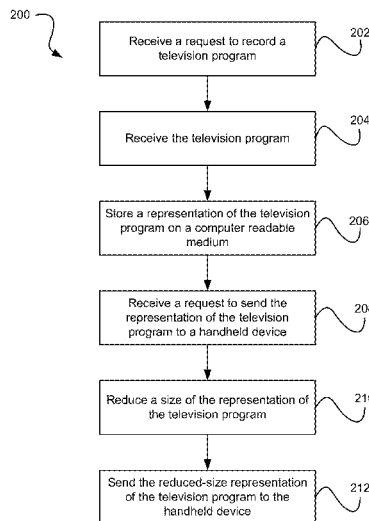 200
Receive a request to record a
television program
202
Receive the television program
204
Store a representation of the television
program on a computer readable
medium
206
Receive a request to send the
representation of the television
program to a handheld device
Reduce a size of the representation of
the television program
Send the reduced-size representation
of the television program to the
handheld device
212